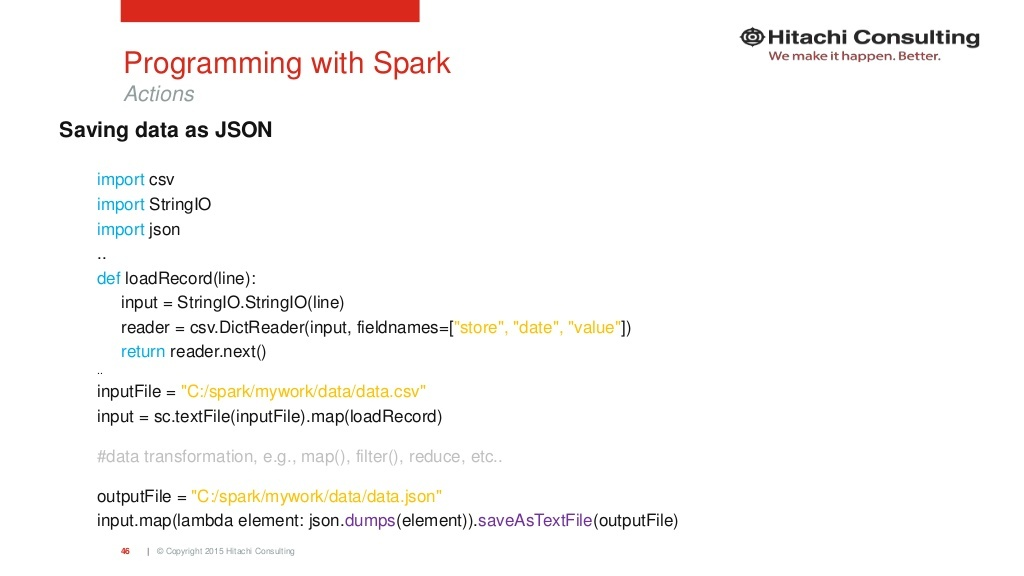 Hitachi Consulting
We make it happen. Better.
Programming with Spark
Actions
Saving data as JSON
import csv
import StringIO
import json
..
def loadRecord(line):
input = StringIO.StringIO(line)
reader = csv.DictReader(input, fieldnames=["store", "date", "value"])
return reader.next()
..
inputFile = "C:/spark/mywork/data/data.csv"
input = sc.textFile(inputFile).map(loadRecord)
#data transformation, e.g., map(), filter(), reduce, etc..
outputFile = "C:/spark/mywork/data/data.json"
input.map(lambda element: json.dumps(element)).saveAsTextFile(outputFile)
46 | © Copyright 2015 Hitachi Consulting